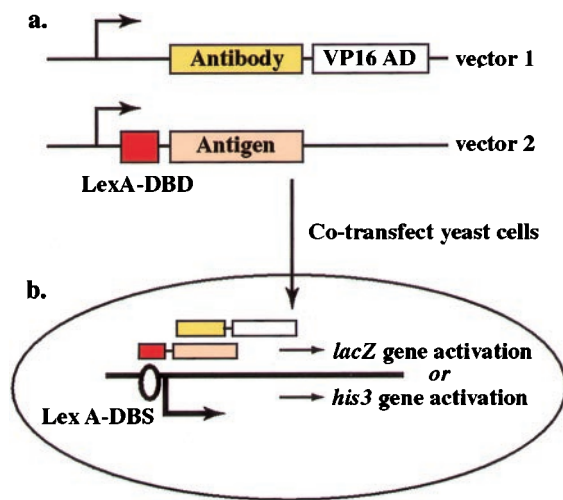 a.
Antibody
VP16 AD
vector 1
Antigen
vector 2
LexA-DBD
Co-transfect yeast cells
b.
lacZ gene activation
or
his3 gene activation
Lex A-DBS